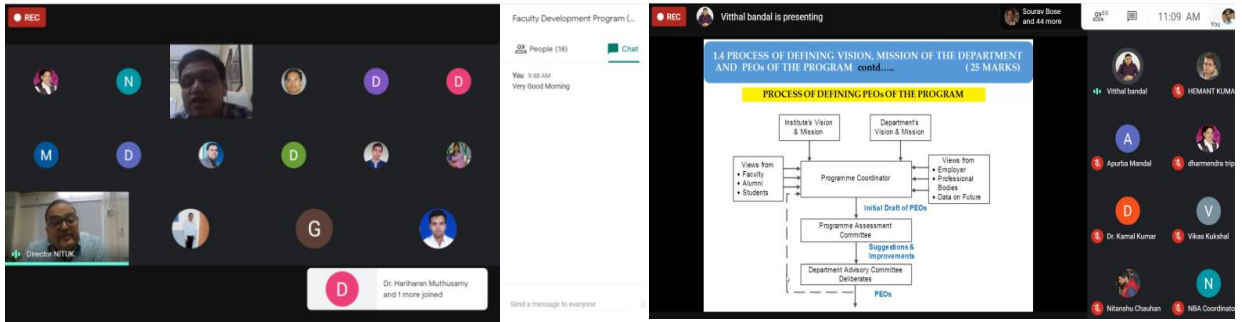 REC
N
D
D
M
D
D
Director NITUK
G
D
Dr. Hariharan Muthusamy
and 1 more joined
Faculty Development Program (...
People (18)
Chat
You 9:48 AM
Very Good Morning
Send a message to everyone
REC
Vitthal bandal is presenting
Sourav Bose
and 44 more
55
11:09 AM
You
1.4 PROCESS OF DEFINING VISION, MISSION OF THE DEPARTMENT
AND PEOs OF THE PROGRAM contd..... (25 MARKS)
PROCESS OF DEFINING PEOs OF THE PROGRAM
Institute's Vision
& Mission
Department's
Vision & Mission
Views from
• Faculty
• Alumni
• Students
Programme Coordinator
Views from
• Employer
• Professional
Bodies
• Data on Future
Initial Draft of PEOs
Programme Assessment
Committee
Suggestions &
Improvements
Department Advisory Committee
Deliberates
PEOs
Vitthal bandal
HEMANT KUMA
A
Apurba Mandal
dharmendra trip
D
Dr. Kamal Kumar
V
Vikas Kukshal
Nitanshu Chauhan
N
NBA Coordinato